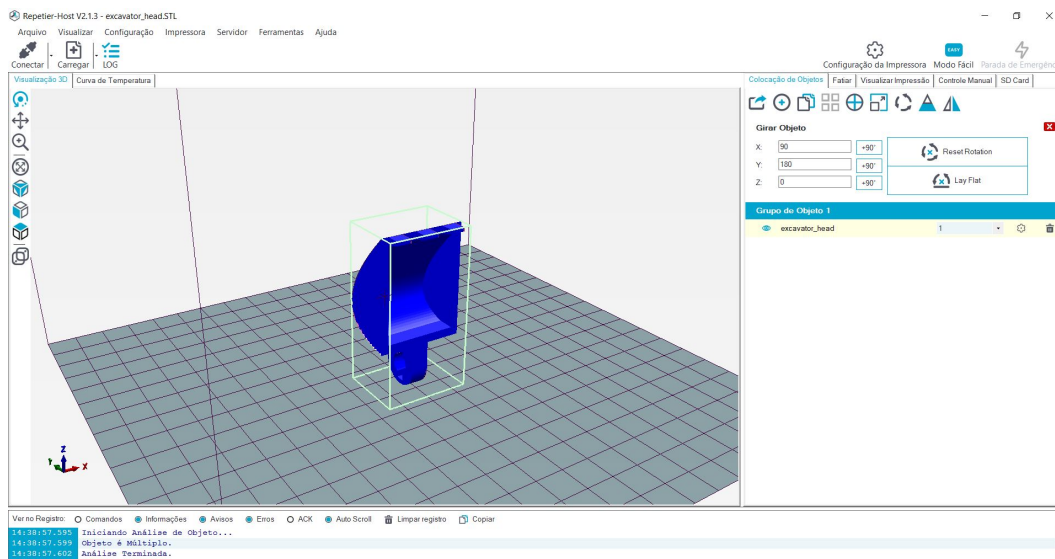 Repetier-Host V2.1.3 - excavator_head.STL
Arquivo Visualizar Configuração Impressora Servidor Ferramentas Ajuda
Conectar Carregar LOG Configuração da Impressora Modo Fácil Parada de Emergênc
EASY
Visualização 3D Curva de Temperatura Colocação de Objetos Fatiar Visualizar Impressão Controle Manual SD Card
Girar Objeto
X: 90 +90° Reset Rotation
Y: 180 +90°
Z: 0 +90° Lay Flat
Grupo de Objeto 1
excavator_head 1
Z
Y X
Ver no Registro: Comandos Informações Avisos Erros ACK Auto Scroll Limpar registro Copiar
14:38:57.595 Iniciando Análise de Objeto...
14:38:57.599 Objeto é Múltiplo.
14:38:57.602 Análise Terminada.